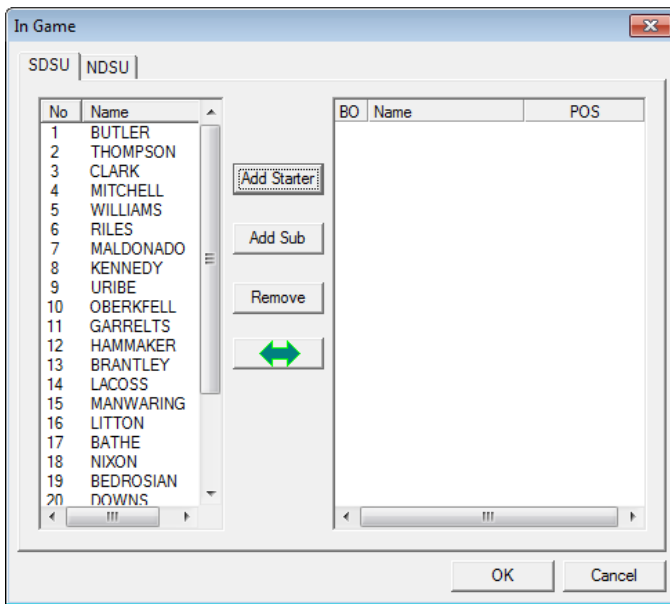 In Game
SDSU NDSU
No Name
1 BUTLER
2 THOMPSON
3 CLARK
4 MITCHELL
5 WILLIAMS
6 RILES
7 MALDONADO
8 KENNEDY
9 URIBE
10 OBERKFELL
11 GARRELTS
12 HAMMAKER
13 BRANTLEY
14 LACOSS
15 MANWARING
16 LITTON
17 BATHE
18 NIXON
19 BEDROSIAN
20 DOWNS
Add Starter
Add Sub
Remove
BO Name POS
OK Cancel